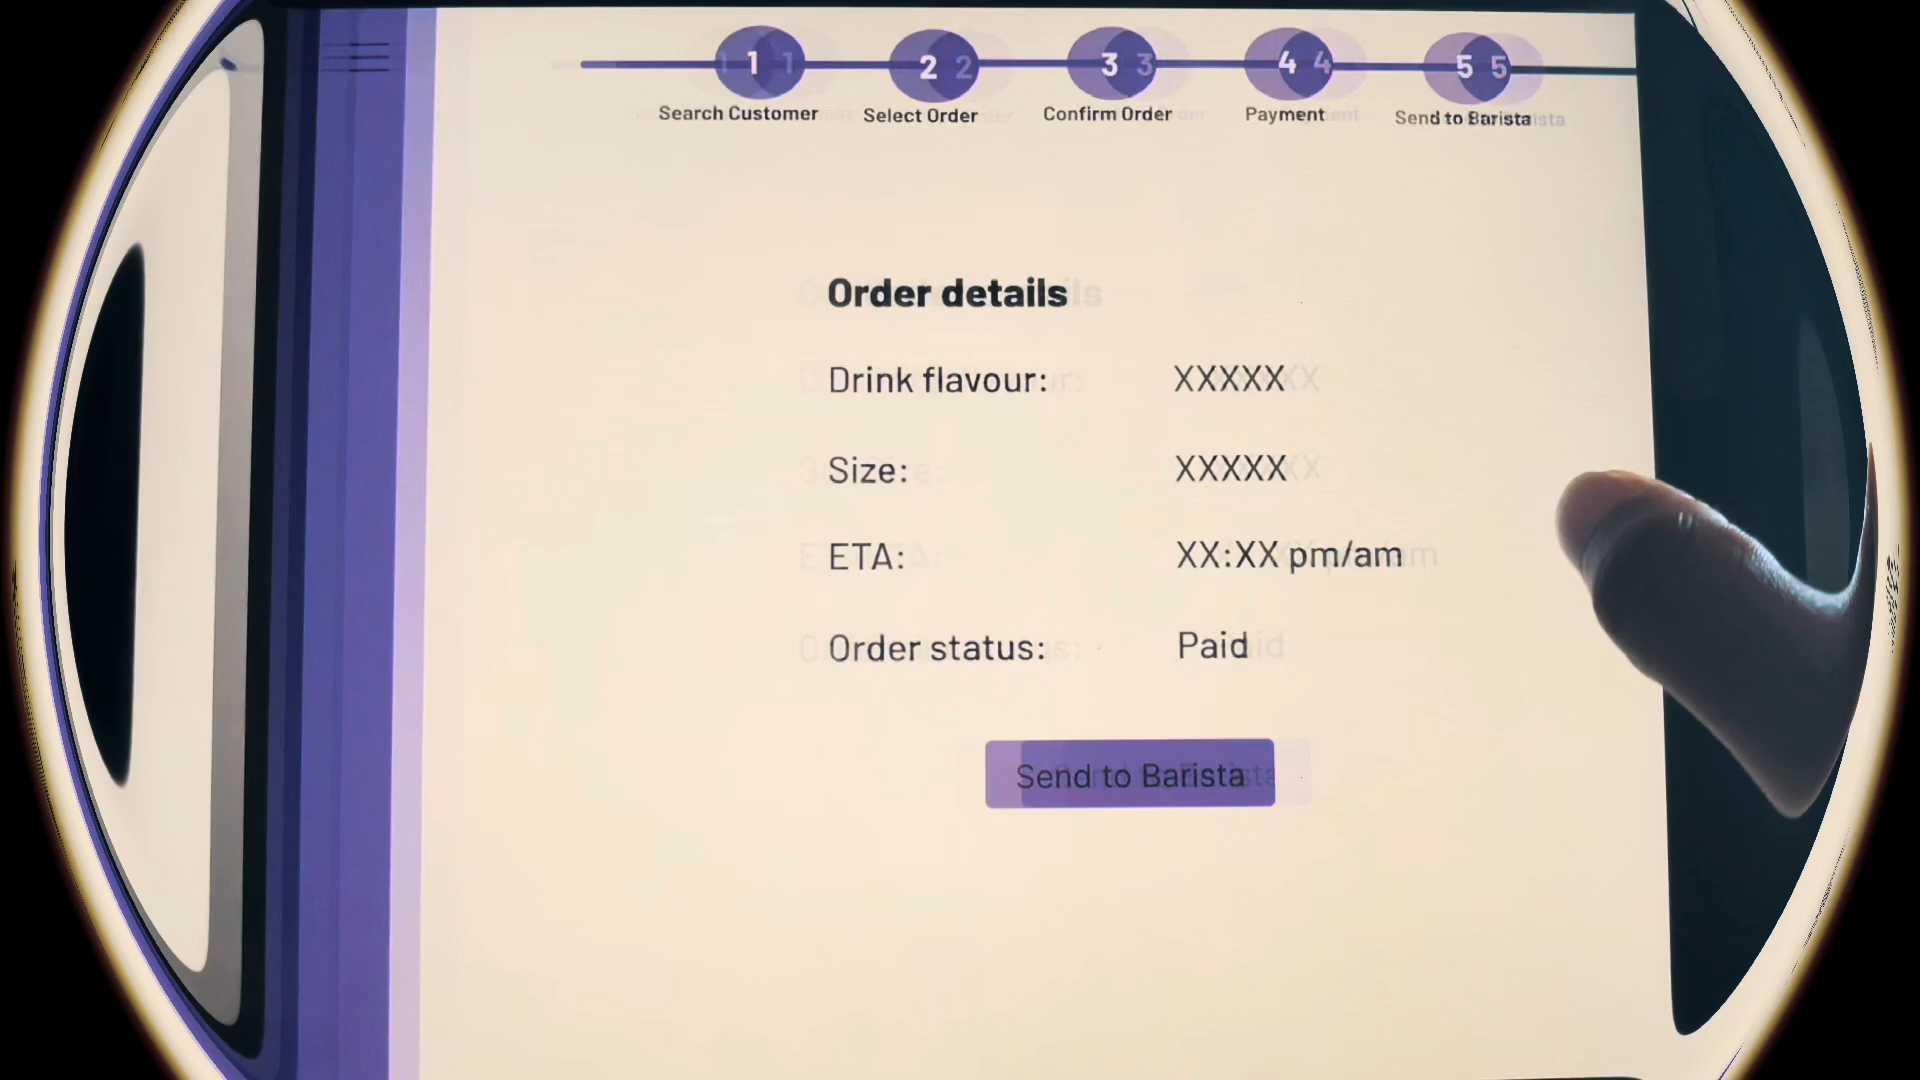 1 2 3 4 5
Search Customer Select Order Confirm Order Payment Send to Barista
Order details
Drink flavour: XXXXX
Size: XXXXX
ETA: XX:XX pm/am
Order status: Paid
Send to Barista